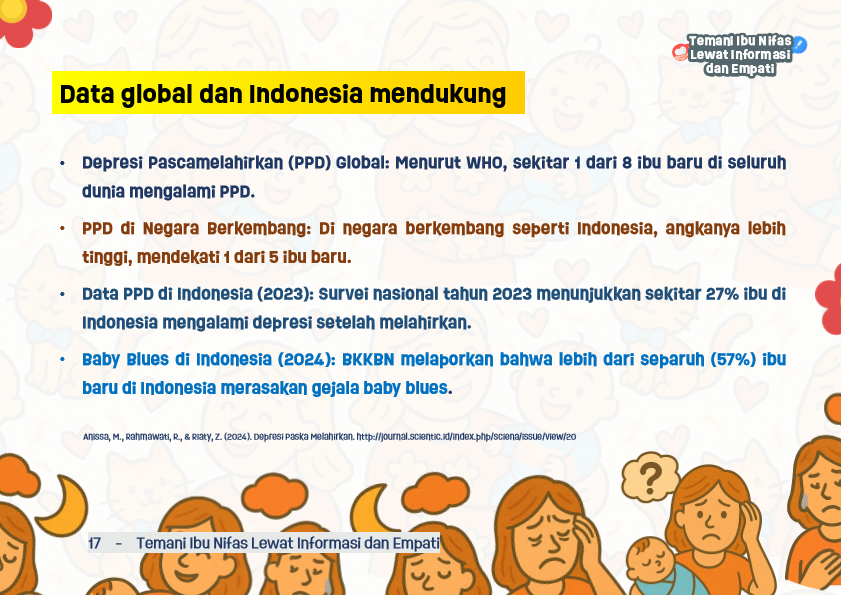 Temani Ibu Nifas
Lewat Informasi
dan Empati
Data global dan Indonesia mendukung
• Depresi Pascamelahirkan (PPD) Global: Menurut WHO, sekitar 1 dari 8 ibu baru di seluruh
dunia mengalami PPD.
• PPD di Negara Berkembang: Di negara berkembang seperti Indonesia, angkanya lebih
tinggi, mendekati 1 dari 5 ibu baru.
• Data PPD di Indonesia (2023): Survei nasional tahun 2023 menunjukkan sekitar 27% ibu di
Indonesia mengalami depresi setelah melahirkan.
• Baby Blues di Indonesia (2024): BKKBN melaporkan bahwa lebih dari separuh (57%) ibu
baru di Indonesia merasakan gejala baby blues.
Anissa, M., Rahmawati, R., & Riaty, Z. (2024). Depresi Paska Melahirkan. http://journal.scientic.id/index.php/sciena/issue/view/20
?
17 - Temani Ibu Nifas Lewat Informasi dan Empati